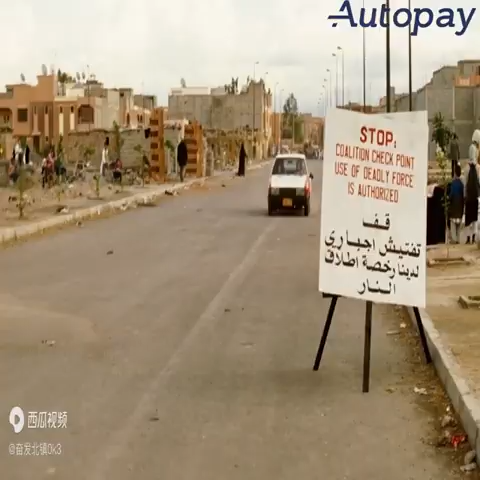 Autopay
STOP:
COALITION CHECK POINT
USE OF DEADLY FORCE
IS AUTHORIZED
قف
تفتيش اجباري
لدينا رخصة اطلاق
النار
西瓜视频
@奋发北镇0k3